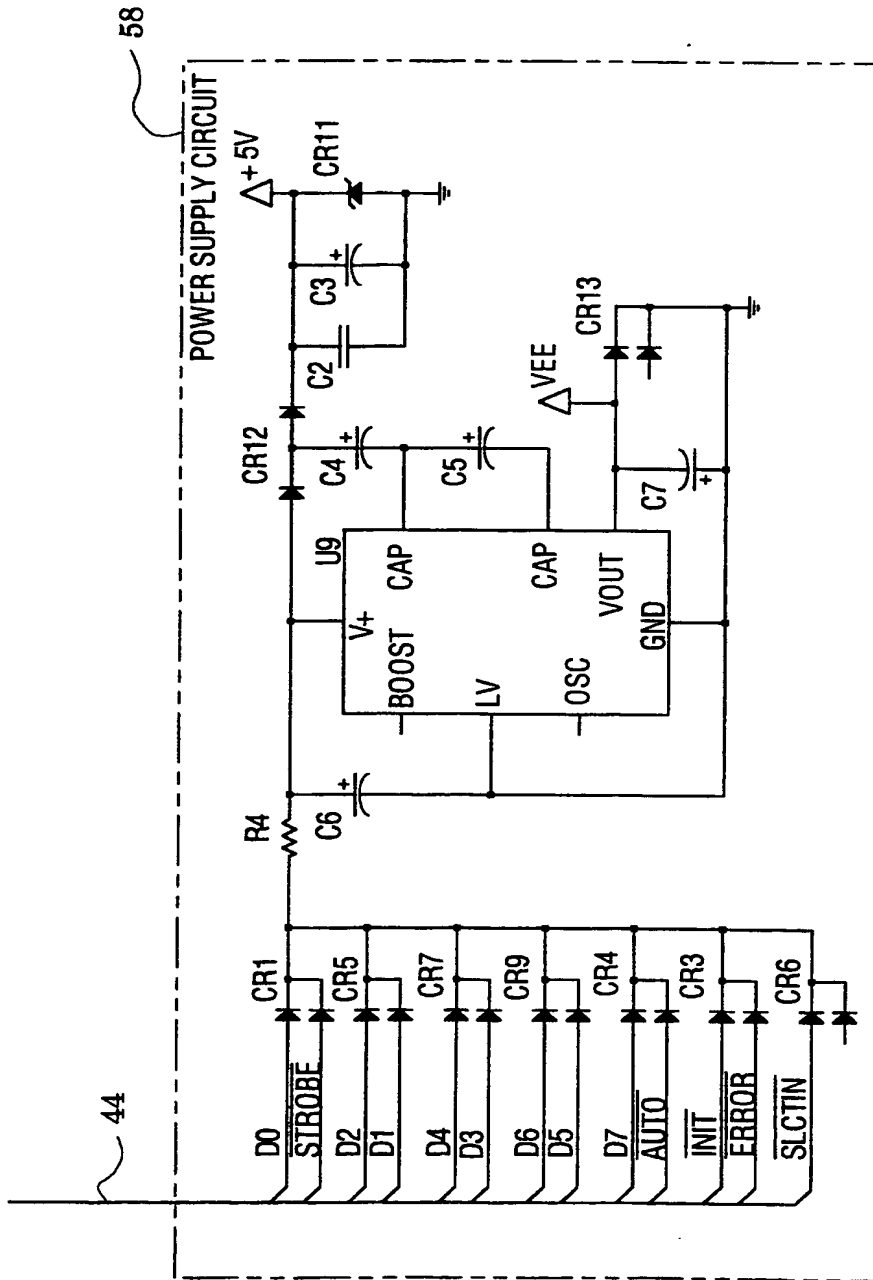 58
POWER SUPPLY CIRCUIT
44
D0
STROBE
D2
D1
D4
D3
D6
D5
D7
AUTO
INIT
ERROR
SLCTIN
CR1
CR5
CR7
CR9
CR4
CR3
CR6
R4
C6
+
U9
V+
BOOST
LV
OSC
CAP
CAP
VOUT
GND
CR12
C4
+
C5
+
C7
+
VEE
CR13
C2
C3
+
+5V
CR11